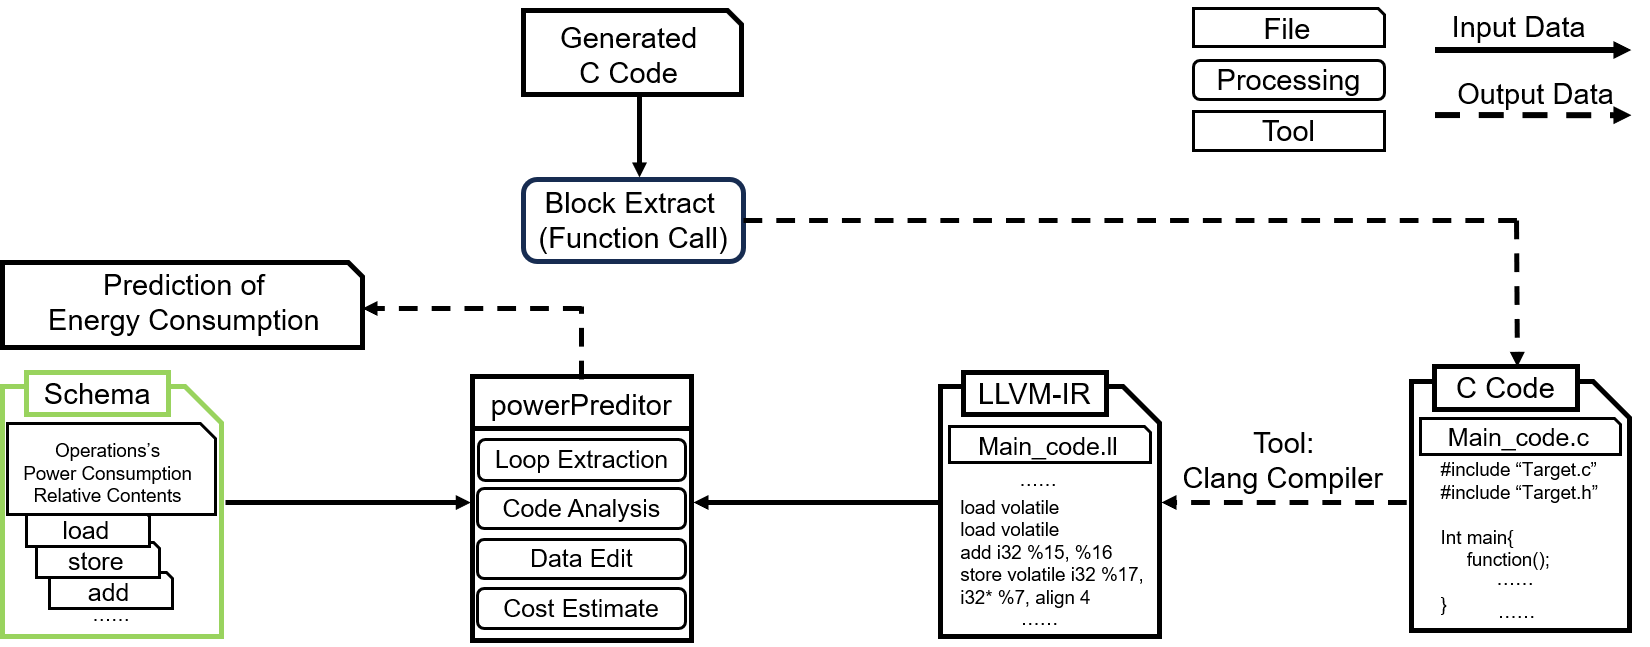 Generated
C Code
File
Processing
Tool
Input Data
Output Data
Block Extract
(Function Call)
Prediction of
Energy Consumption
Schema
Operations’s
Power Consumption
Relative Contents
load
store
add
......
powerPreditor
Loop Extraction
Code Analysis
Data Edit
Cost Estimate
LLVM-IR
Main_code.ll
......
load volatile
load volatile
add i32 %15, %16
store volatile i32 %17,
i32* %7, align 4
......
Tool:
Clang Compiler
C Code
Main_code.c
#include “Target.c”
#include “Target.h”
Int main{
function();
......
}
......